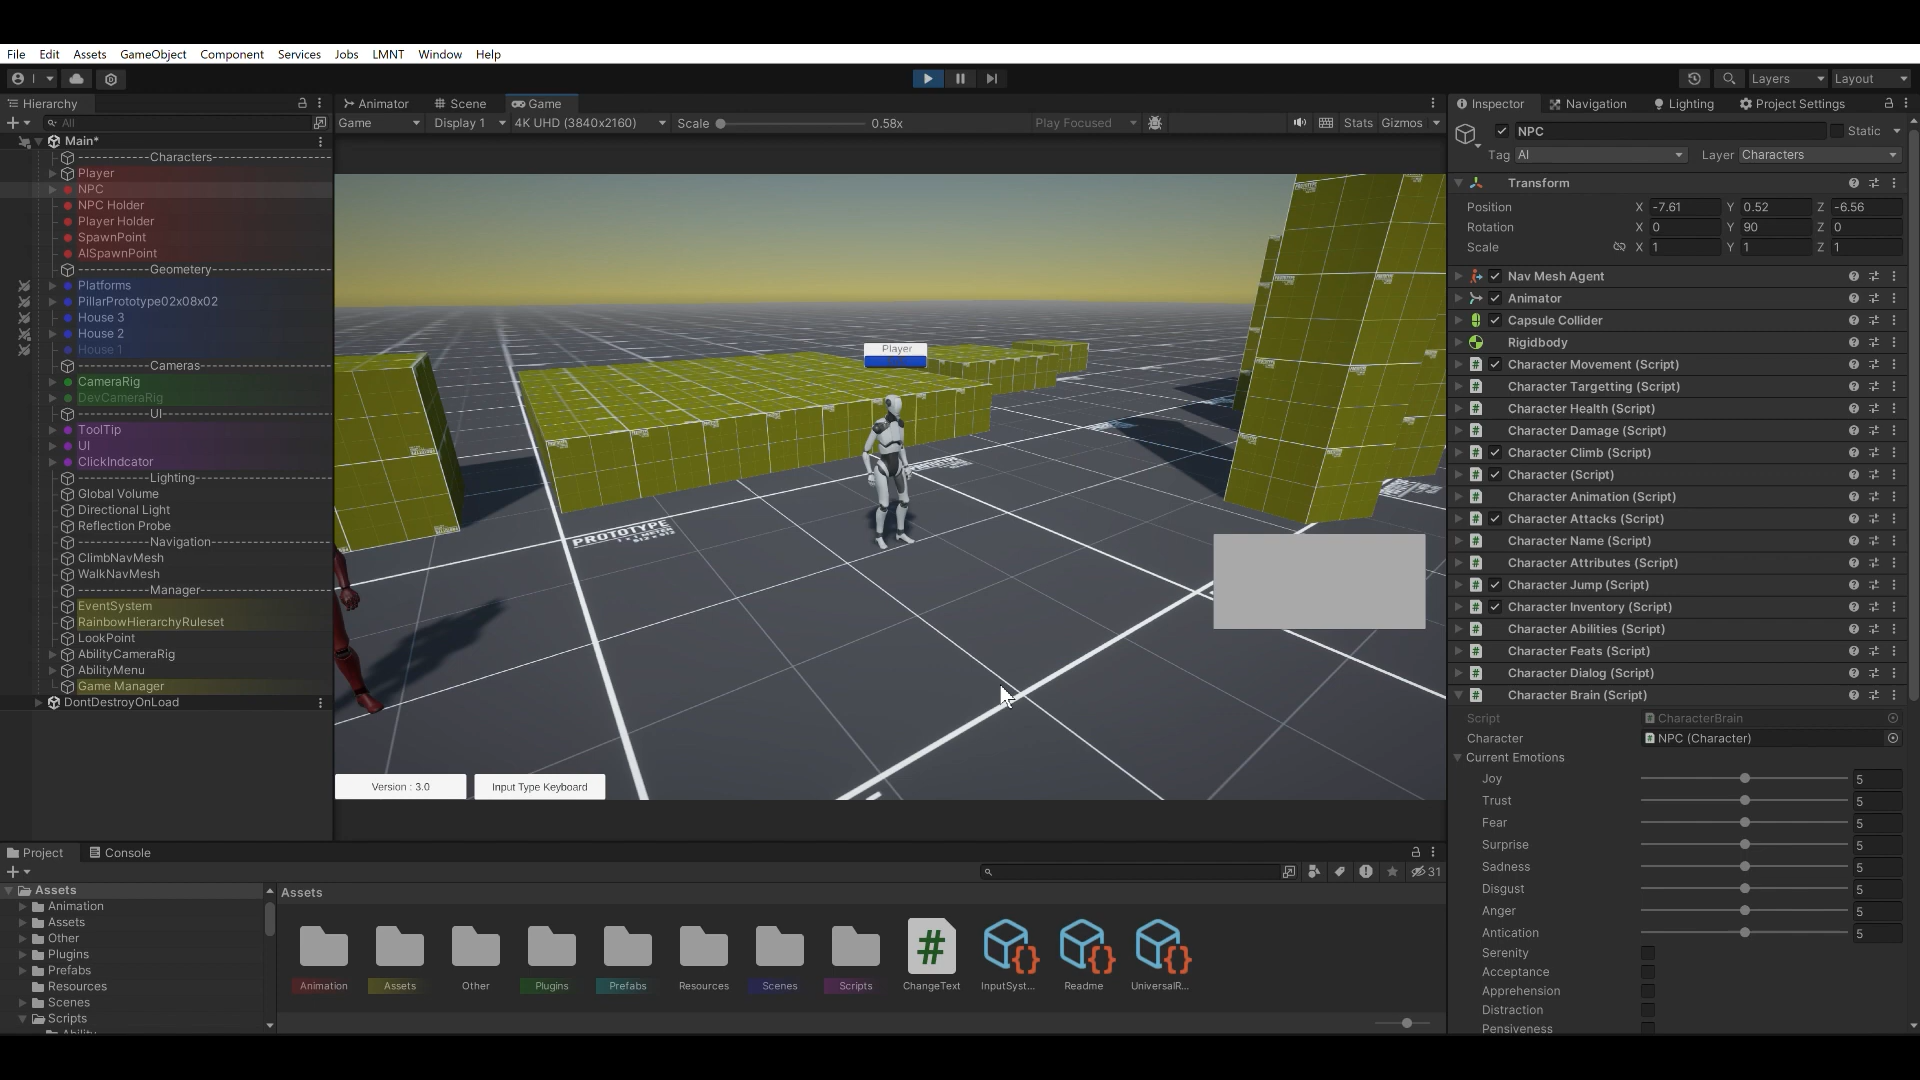 File Edit Assets GameObject Component Services Jobs LMNT Window Help
I Layers Layout
Hierarchy
All
Main*
----------Characters--------------
Player
NPC
NPC Holder
Player Holder
SpawnPoint
AISpawnPoint
----------Geometery--------------
Platforms
PillarPrototype02x08x02
House 3
House 2
House 1
----------Cameras--------------
CameraRig
DevCameraRig
----------UI--------------
ToolTip
UI
ClickIndcator
----------Lighting--------------
Global Volume
Directional Light
Reflection Probe
----------Navigation--------------
ClimbNavMesh
WalkNavMesh
----------Manager--------------
EventSystem
RainbowHierarchyRuleset
LookPoint
AbilityCameraRig
AbilityMenu
Game Manager
DontDestroyOnLoad
Animator Scene Game
Game Display 1 4K UHD (3840x2160) Scale 0.58x Play Focused Stats Gizmos
Player
PROTOTYPE
PROTOTYPE
Version : 3.0 Input Type Keyboard
Inspector Navigation Lighting Project Settings
NPC Static
Tag AI Layer Characters
Transform
Position X -7.61 Y 0.52 Z -6.56
Rotation X 0 Y 90 Z 0
Scale X 1 Y 1 Z 1
Nav Mesh Agent
Animator
Capsule Collider
Rigidbody
Character Movement (Script)
Character Targetting (Script)
Character Health (Script)
Character Damage (Script)
Character Climb (Script)
Character (Script)
Character Animation (Script)
Character Attacks (Script)
Character Name (Script)
Character Attributes (Script)
Character Jump (Script)
Character Inventory (Script)
Character Abilities (Script)
Character Feats (Script)
Character Dialog (Script)
Character Brain (Script)
Script CharacterBrain
Character NPC (Character)
Current Emotions
Joy 5
Trust 5
Fear 5
Surprise 5
Sadness 5
Disgust 5
Anger 5
Antication 5
Serenity
Acceptance
Apprehension
Distraction
Pensiveness
Project Console
31
Assets
Animation
Assets
Other
Plugins
Prefabs
Resources
Scenes
Scripts
Ability
Assets
Animation Assets Other Plugins Prefabs Resources Scenes Scripts ChangeText InputSyst... Readme UniversalR...